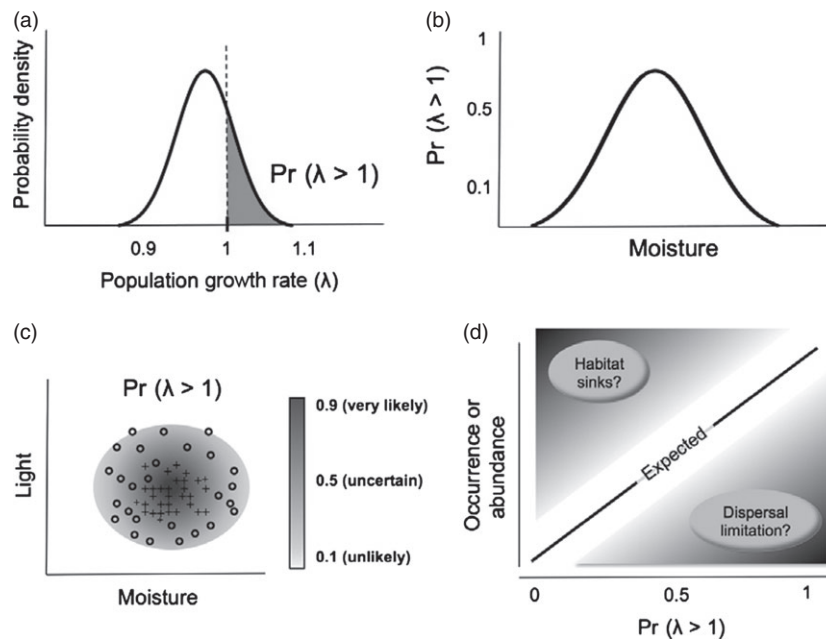 (a)
Probability density
Pr (λ > 1)
0.9 1 1.1
Population growth rate (λ)
(b)
Pr (λ > 1)
1
0.5
0.1
Moisture
(c)
Pr (λ > 1)
Light
Moisture
0.9 (very likely)
0.5 (uncertain)
0.1 (unlikely)
(d)
Occurrence or
abundance
Habitat
sinks?
Expected
Dispersal
limitation?
0 0.5 1
Pr (λ > 1)